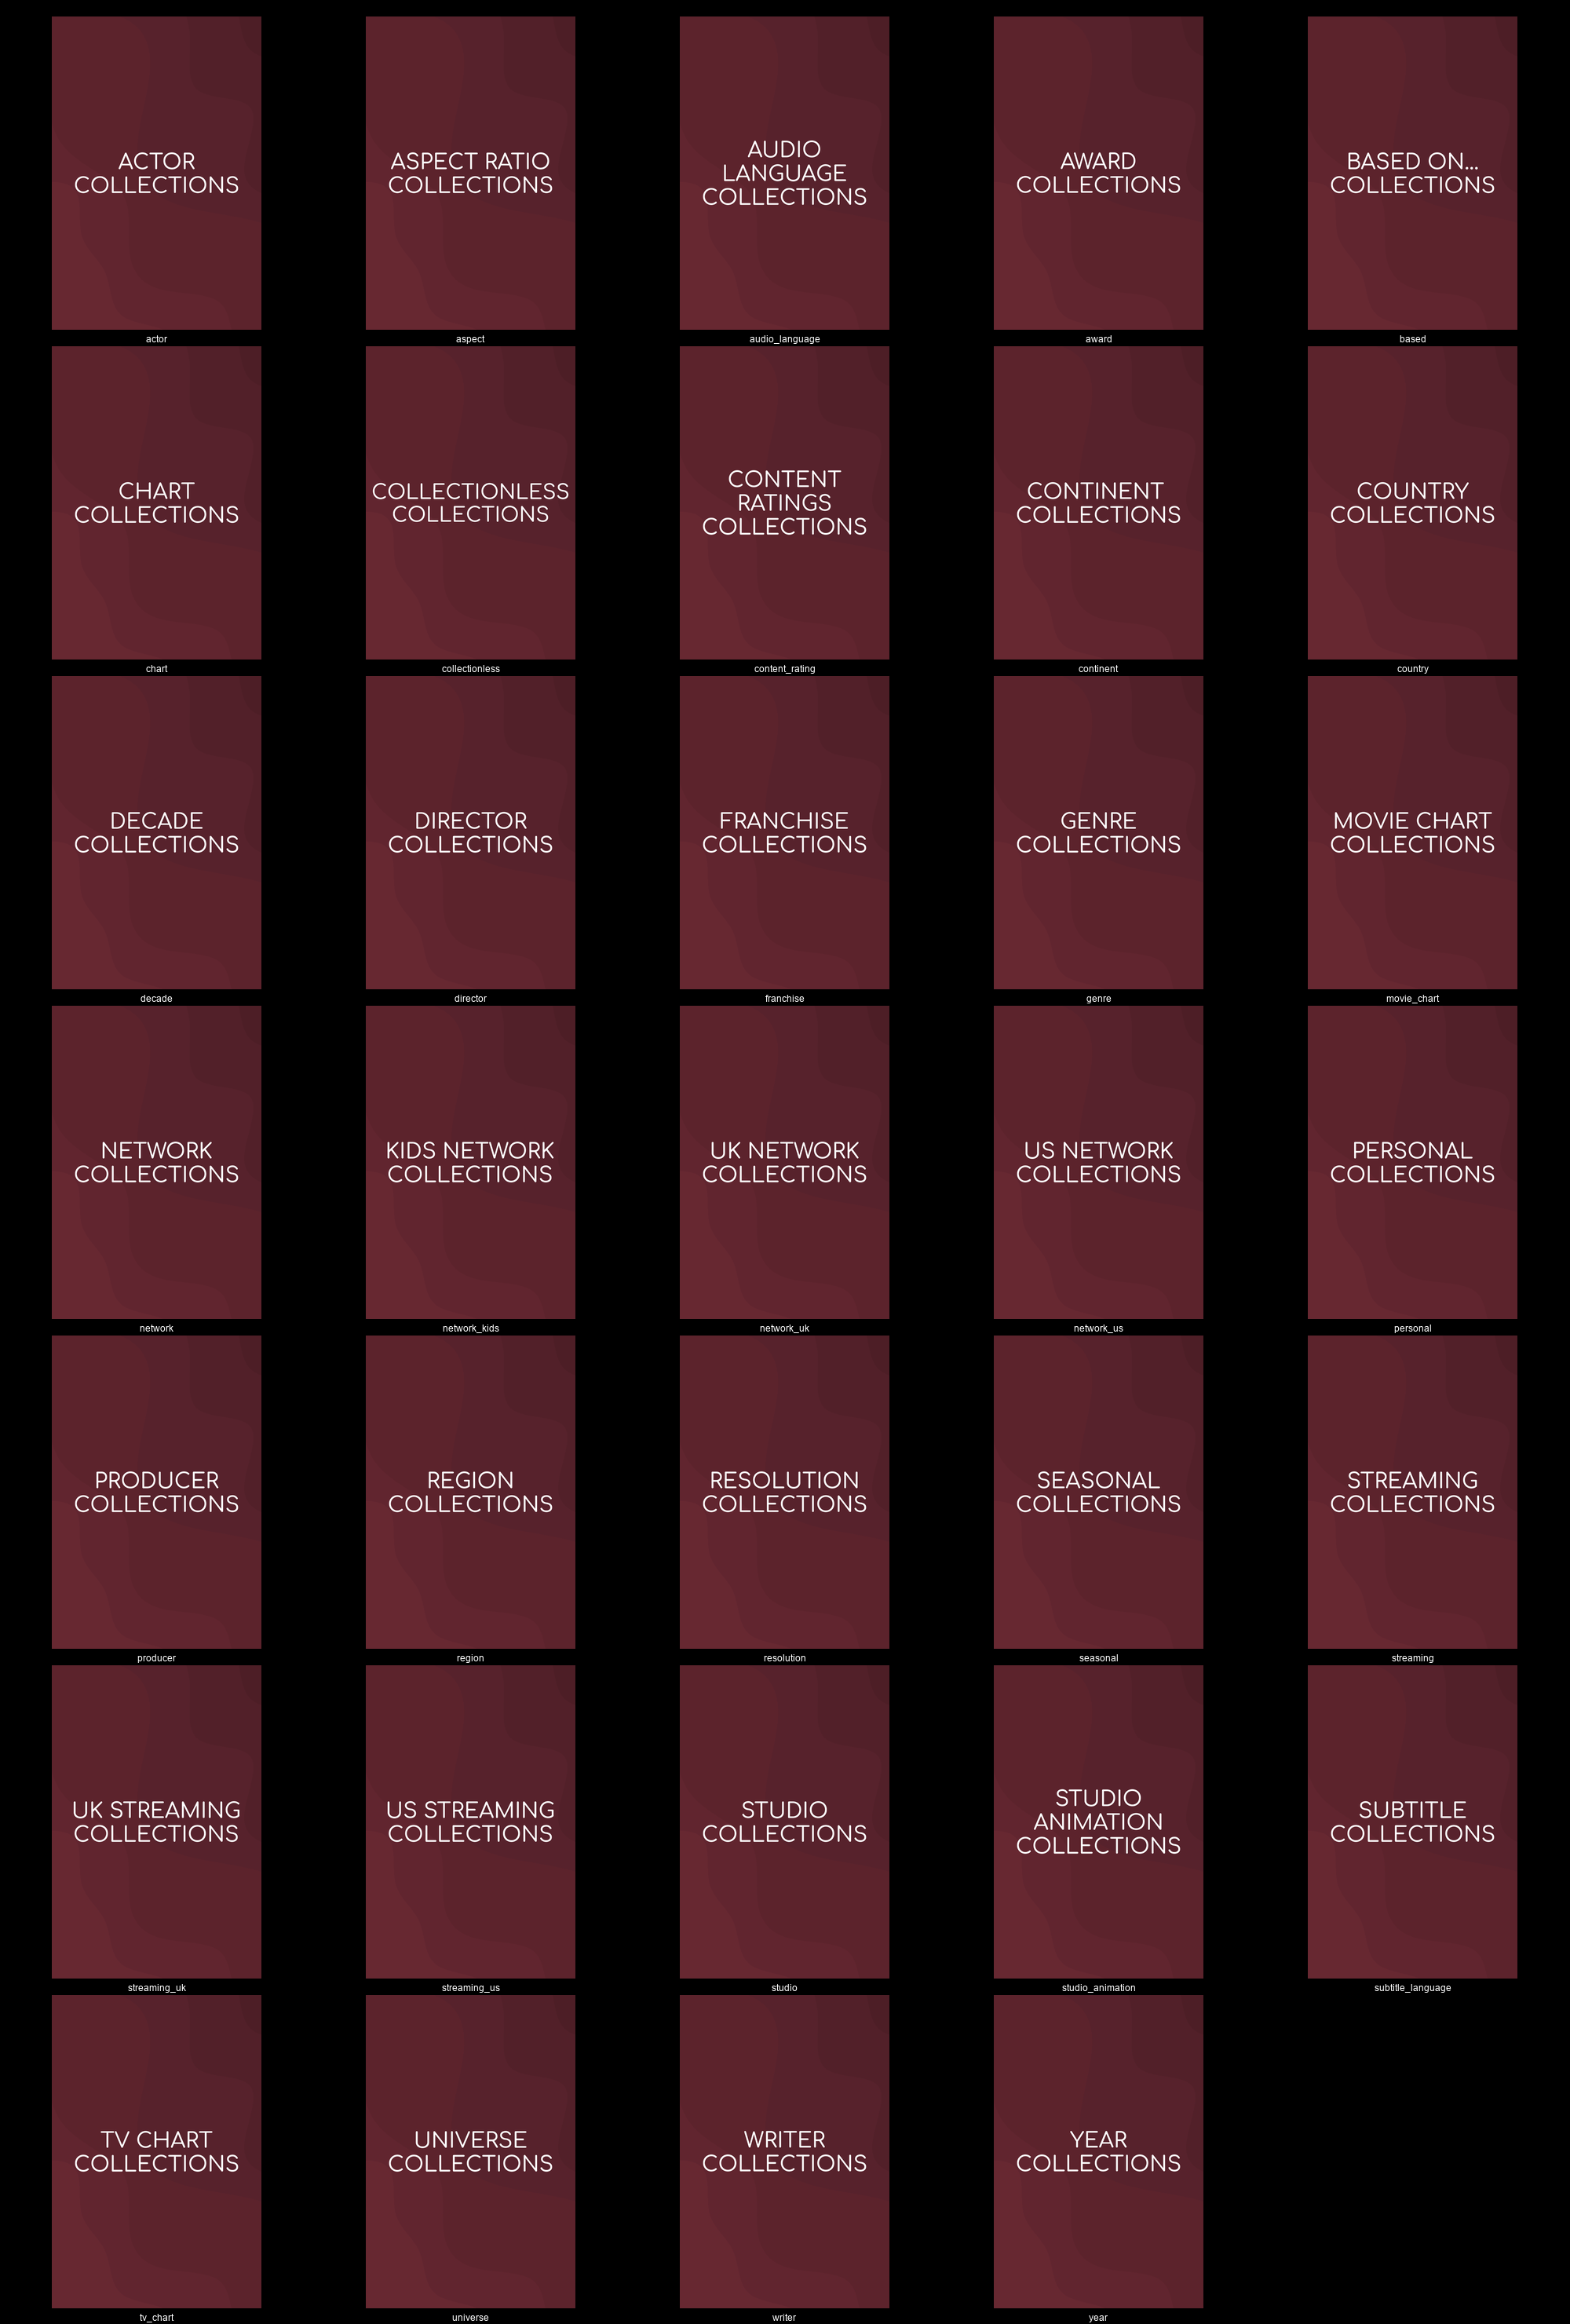 ACTOR
COLLECTIONS
actor
ASPECT RATIO
COLLECTIONS
aspect
AUDIO
LANGUAGE
COLLECTIONS
audio_language
AWARD
COLLECTIONS
award
BASED ON...
COLLECTIONS
based
CHART
COLLECTIONS
chart
COLLECTIONLESS
COLLECTIONS
collectionless
CONTENT
RATINGS
COLLECTIONS
content_rating
CONTINENT
COLLECTIONS
continent
COUNTRY
COLLECTIONS
country
DECADE
COLLECTIONS
decade
DIRECTOR
COLLECTIONS
director
FRANCHISE
COLLECTIONS
franchise
GENRE
COLLECTIONS
genre
MOVIE CHART
COLLECTIONS
movie_chart
NETWORK
COLLECTIONS
network
KIDS NETWORK
COLLECTIONS
network_kids
UK NETWORK
COLLECTIONS
network_uk
US NETWORK
COLLECTIONS
network_us
PERSONAL
COLLECTIONS
personal
PRODUCER
COLLECTIONS
producer
REGION
COLLECTIONS
region
RESOLUTION
COLLECTIONS
resolution
SEASONAL
COLLECTIONS
seasonal
STREAMING
COLLECTIONS
streaming
UK STREAMING
COLLECTIONS
streaming_uk
US STREAMING
COLLECTIONS
streaming_us
STUDIO
COLLECTIONS
studio
STUDIO
ANIMATION
COLLECTIONS
studio_animation
SUBTITLE
COLLECTIONS
subtitle_language
TV CHART
COLLECTIONS
tv_chart
UNIVERSE
COLLECTIONS
universe
WRITER
COLLECTIONS
writer
YEAR
COLLECTIONS
year